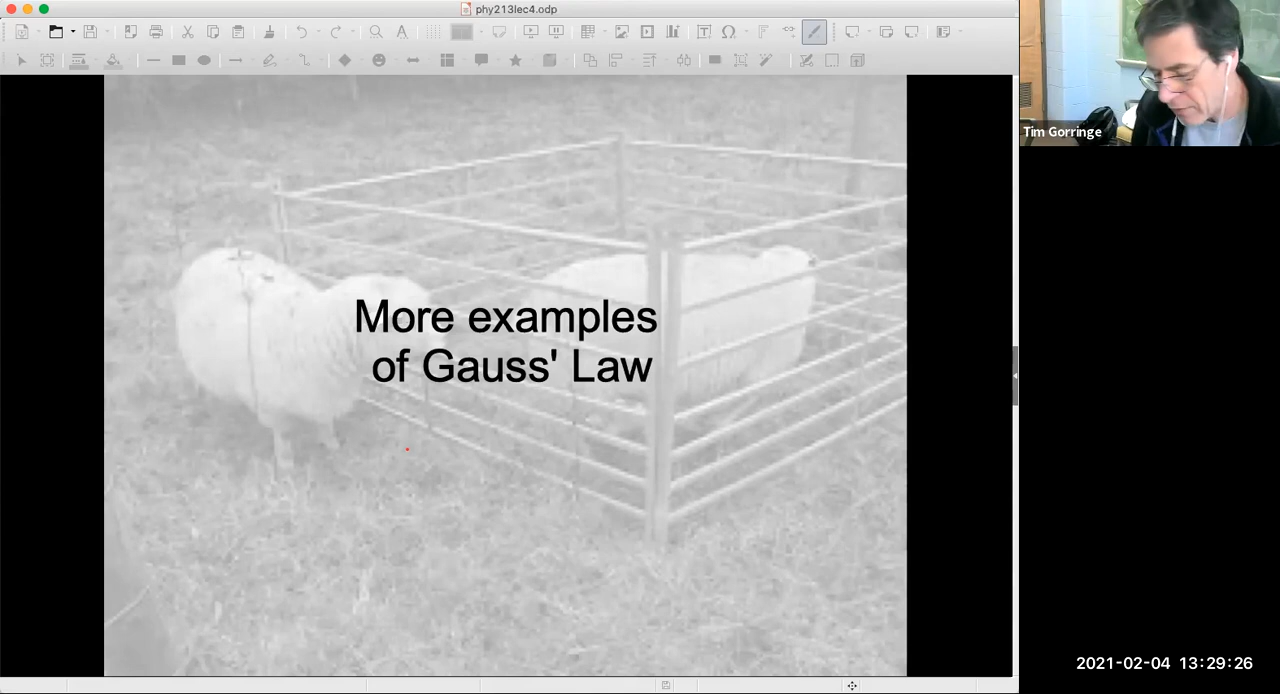 phy213lec4.odp
Tim Gorringe
More examples
of Gauss' Law
2021-02-04 13:29:26